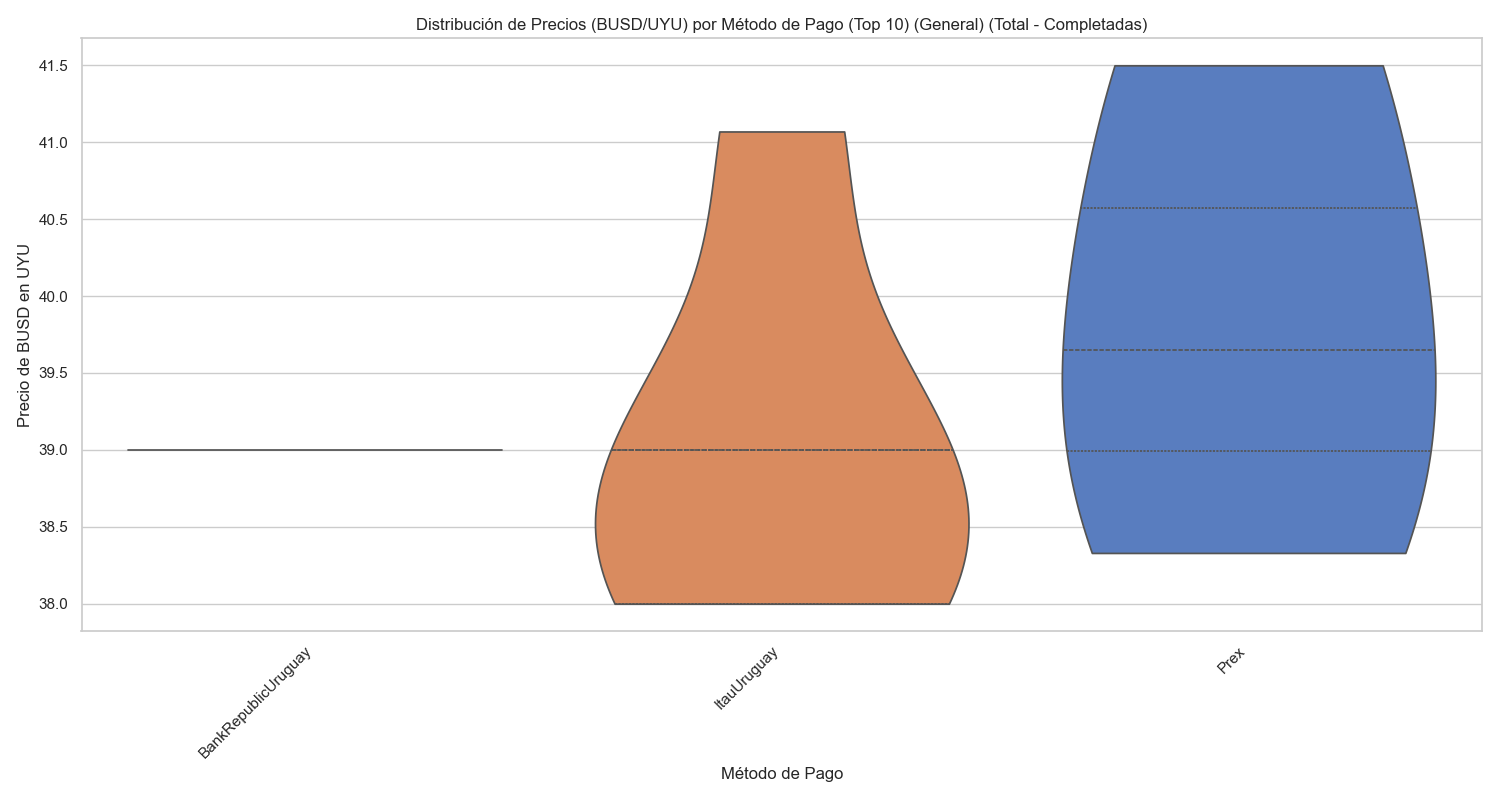 Distribución de Precios (BUSD/UYU) por Método de Pago (Top 10) (General) (Total - Completadas)
Precio de BUSD en UYU
41.5
41.0
40.5
40.0
39.5
39.0
38.5
38.0
BankRepublicUruguay
ItauUruguay
Prex
Método de Pago